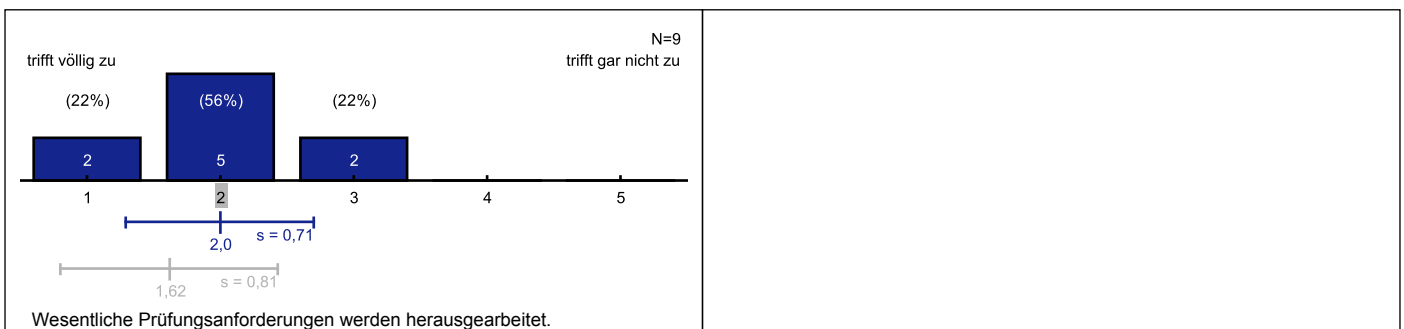 N=9
trifft völlig zu trifft gar nicht zu
(22%) (56%) (22%)
2 5 2
1 2 3 4 5
2,0 s = 0,71
1,62 s = 0,81
Wesentliche Prüfungsanforderungen werden herausgearbeitet.